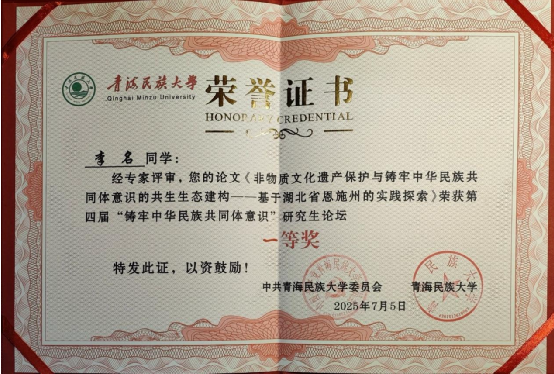 青海民族大学
Qinghai Minzu University
荣誉证书
HONORARY CREDENTIAL
李名同学：
经专家评审，您的论文《非物质文化遗产保护与铸牢中华民族共
同体意识的共生生态建构——基于湖北省恩施州的实践探索》荣获第
四届“铸牢中华民族共同体意识”研究生论坛
一等奖
特发此证，以资鼓励！
中共青海民族大学委员会 青海民族大学
2025年7月5日